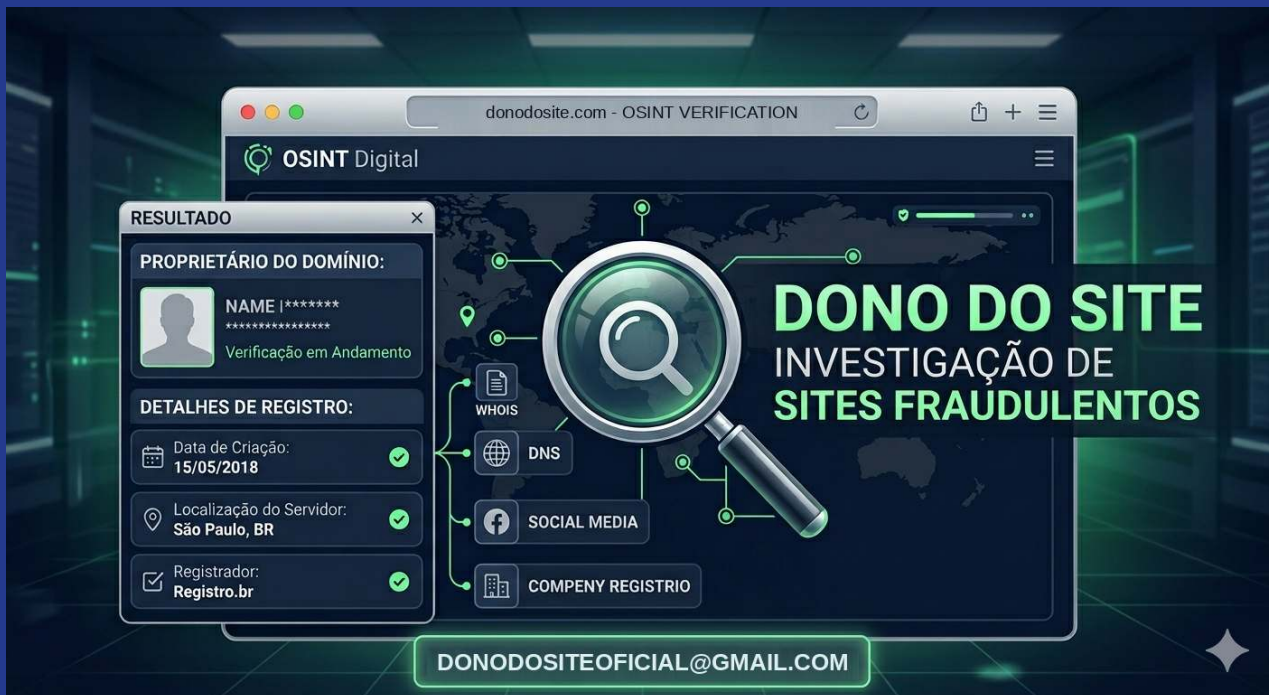 donodosite.com - OSINT VERIFICATION
OSINT Digital
RESULTADO
PROPRIETÁRIO DO DOMÍNIO:
NAME |*******
****************
Verificação em Andamento
DETALHES DE REGISTRO:
Data de Criação:
15/05/2018
Localização do Servidor:
São Paulo, BR
Registrador:
Registro.br
WHOIS
DNS
SOCIAL MEDIA
COMPENY REGISTRIO
DONO DO SITE
INVESTIGAÇÃO DE
SITES FRAUDULENTOS
DONODOSITEOFICIAL@GMAIL.COM